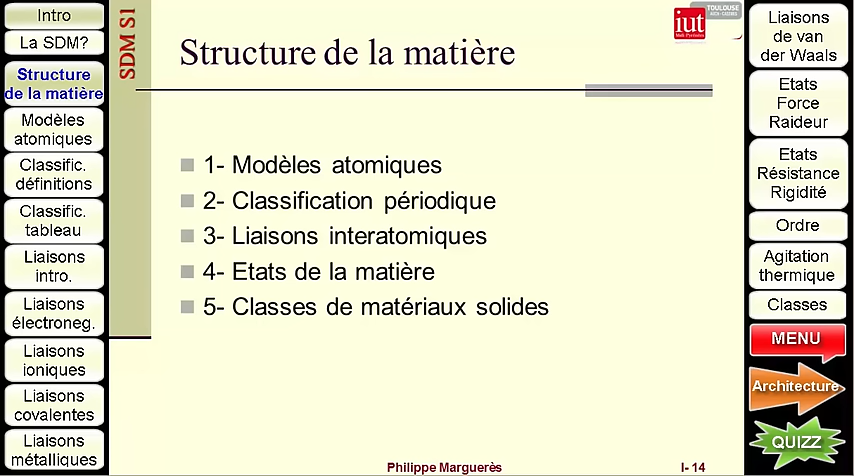 Intro
La SDM?
Structure
de la matière
Modèles
atomiques
Classific.
définitions
Classific.
tableau
Liaisons
intro.
Liaisons
électroneg.
Liaisons
ioniques
Liaisons
covalentes
Liaisons
métalliques
SDM S1
Structure de la matière
iut
TOULOUSE
1- Modèles atomiques
2- Classification périodique
3- Liaisons interatomiques
4- Etats de la matière
5- Classes de matériaux solides
Philippe Marguerès
I- 14
Liaisons
de van
der Waals
Etats
Force
Raideur
Etats
Résistance
Rigidité
Ordre
Agitation
thermique
Classes
MENU
Architecture
QUIZZ